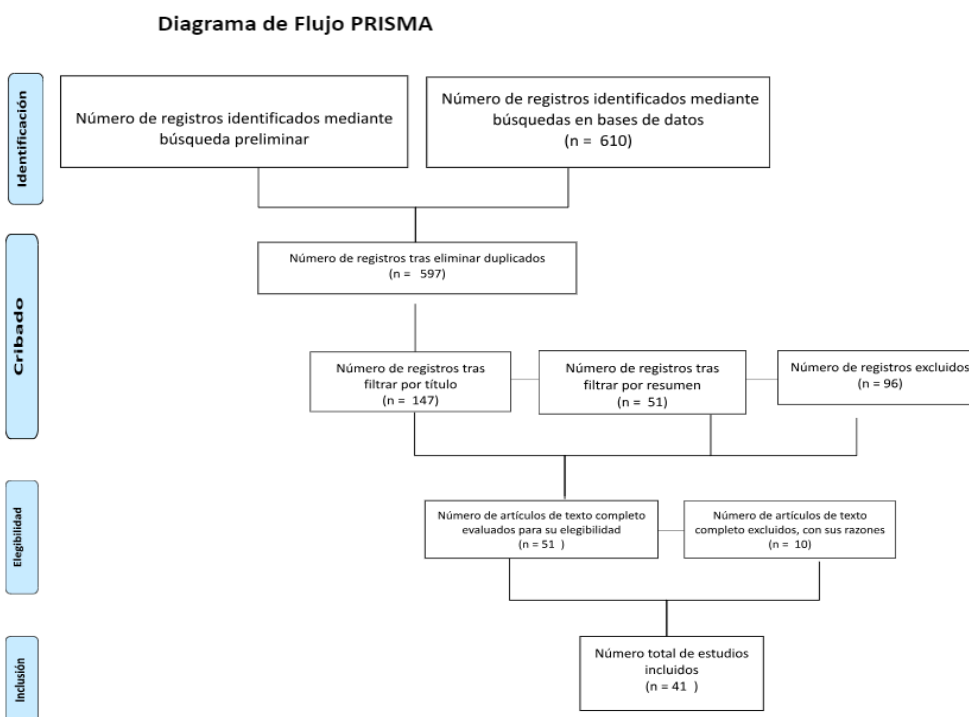 Diagrama de Flujo PRISMA
Identificación
Número de registros identificados mediante
búsqueda preliminar
Número de registros identificados mediante
búsquedas en bases de datos
(n = 610)
Cribado
Número de registros tras eliminar duplicados
(n = 597)
Número de registros tras
filtrar por título
(n = 147)
Número de registros tras
filtrar por resumen
(n = 51)
Número de registros excluidos
(n = 96)
Elegibilidad
Número de artículos de texto completo
evaluados para su elegibilidad
(n = 51 )
Número de artículos de texto
completo excluidos, con sus razones
(n = 10)
Inclusión
Número total de estudios
incluidos
(n = 41 )